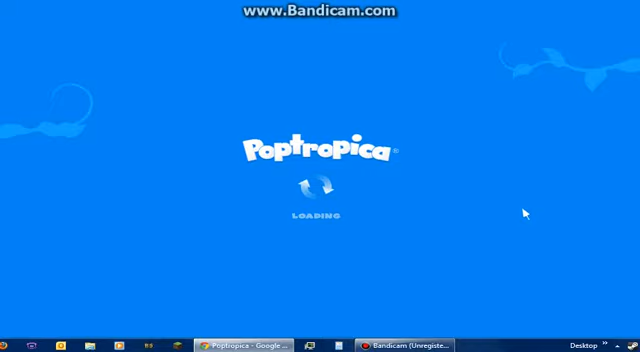 www.Bandicam.com
Poptropica®
LOADING
Poptropica - Google ...
Bandicam (Unregiste...
Desktop